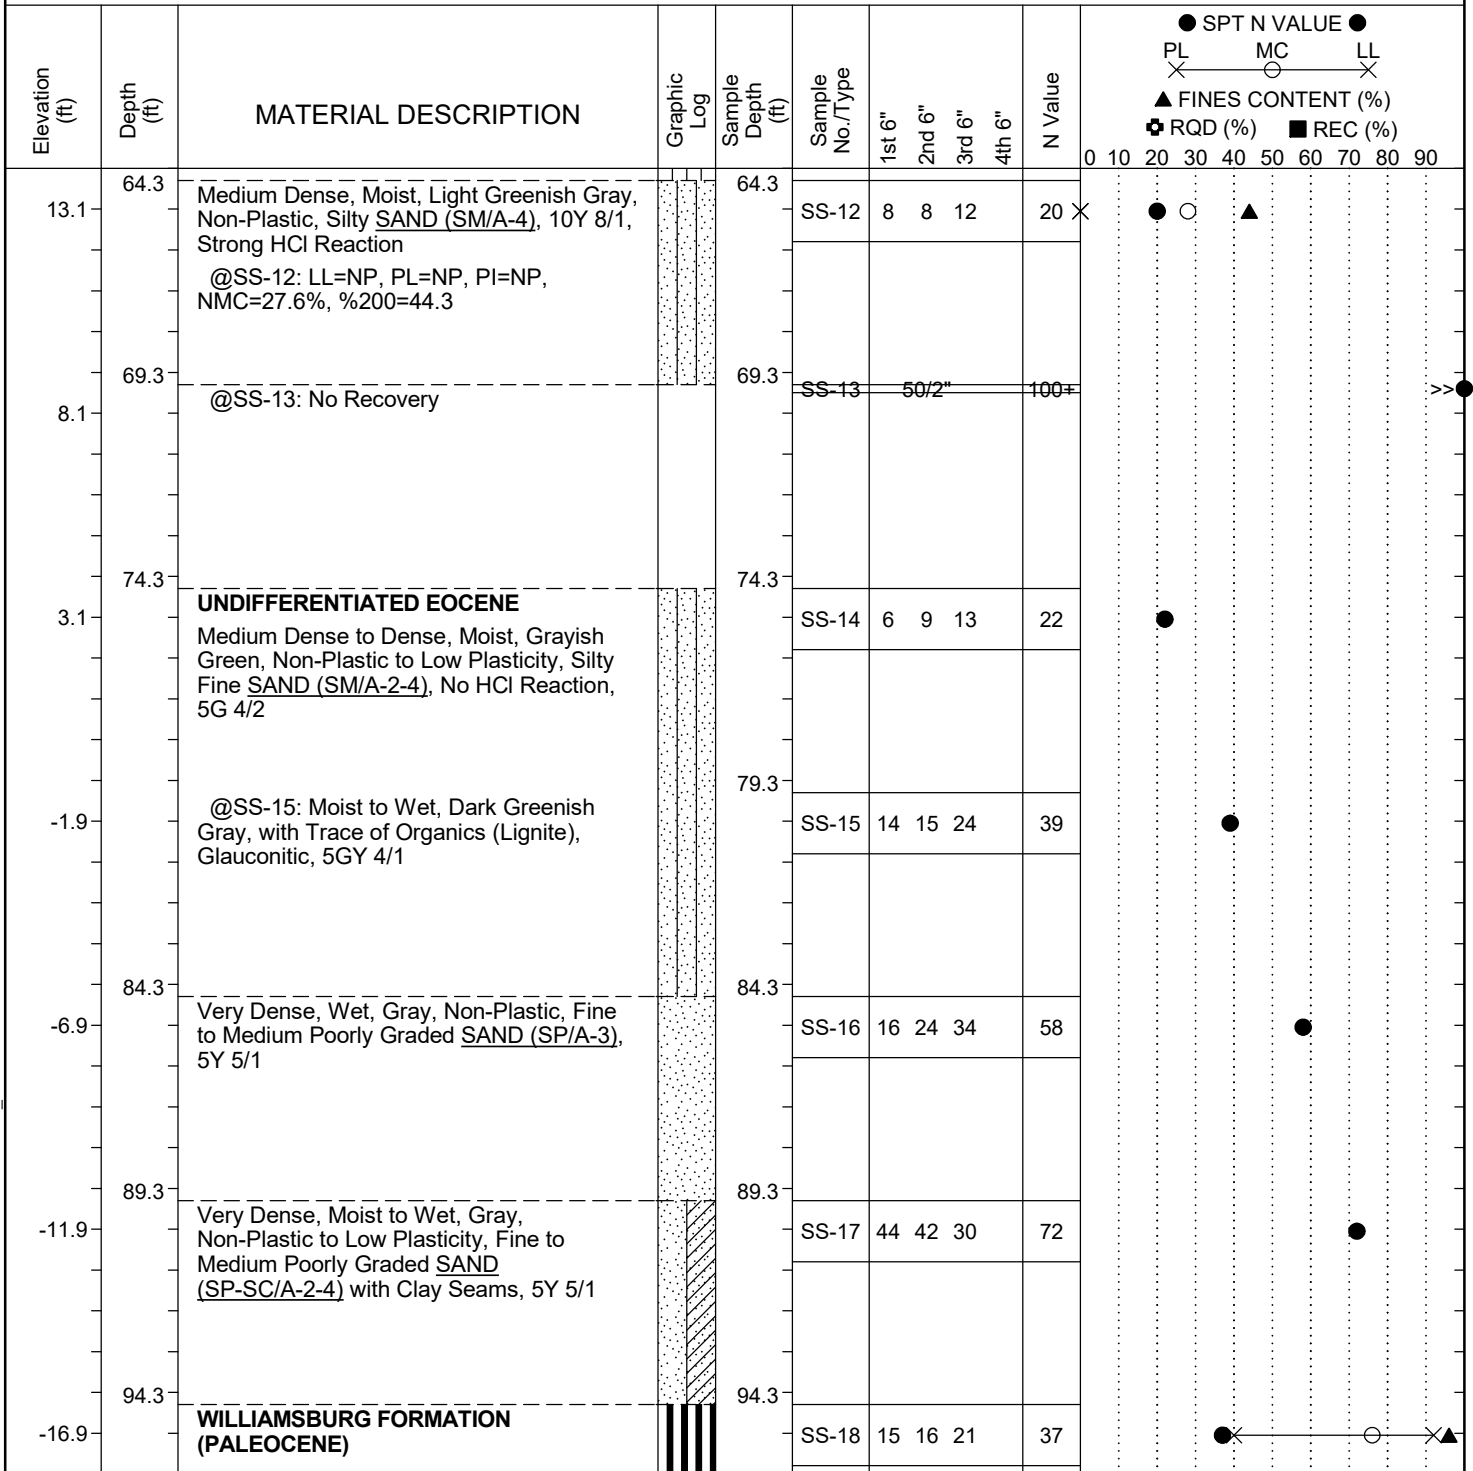 Elevation (ft)
Depth (ft)
MATERIAL DESCRIPTION
Graphic Log
Sample Depth (ft)
Sample No./Type
1st 6"
2nd 6"
3rd 6"
4th 6"
N Value
● SPT N VALUE ●
PL MC LL
▲ FINES CONTENT (%)
RQD (%) ■ REC (%)
0 10 20 30 40 50 60 70 80 90
64.3
Medium Dense, Moist, Light Greenish Gray,
Non-Plastic, Silty SAND (SM/A-4), 10Y 8/1,
Strong HCl Reaction
@SS-12: LL=NP, PL=NP, PI=NP,
NMC=27.6%, %200=44.3
64.3
13.1
SS-12 8 8 12 20
69.3
@SS-13: No Recovery
69.3
SS-13 50/2" 100+
>>
8.1
74.3
UNDIFFERENTIATED EOCENE
Medium Dense to Dense, Moist, Grayish
Green, Non-Plastic to Low Plasticity, Silty
Fine SAND (SM/A-2-4), No HCl Reaction,
5G 4/2
74.3
3.1
SS-14 6 9 13 22
79.3
@SS-15: Moist to Wet, Dark Greenish
Gray, with Trace of Organics (Lignite),
Glauconitic, 5GY 4/1
-1.9
SS-15 14 15 24 39
84.3
Very Dense, Wet, Gray, Non-Plastic, Fine
to Medium Poorly Graded SAND (SP/A-3),
5Y 5/1
84.3
-6.9
SS-16 16 24 34 58
89.3
Very Dense, Moist to Wet, Gray,
Non-Plastic to Low Plasticity, Fine to
Medium Poorly Graded SAND
(SP-SC/A-2-4) with Clay Seams, 5Y 5/1
89.3
-11.9
SS-17 44 42 30 72
94.3
WILLIAMSBURG FORMATION
(PALEOCENE)
94.3
-16.9
SS-18 15 16 21 37